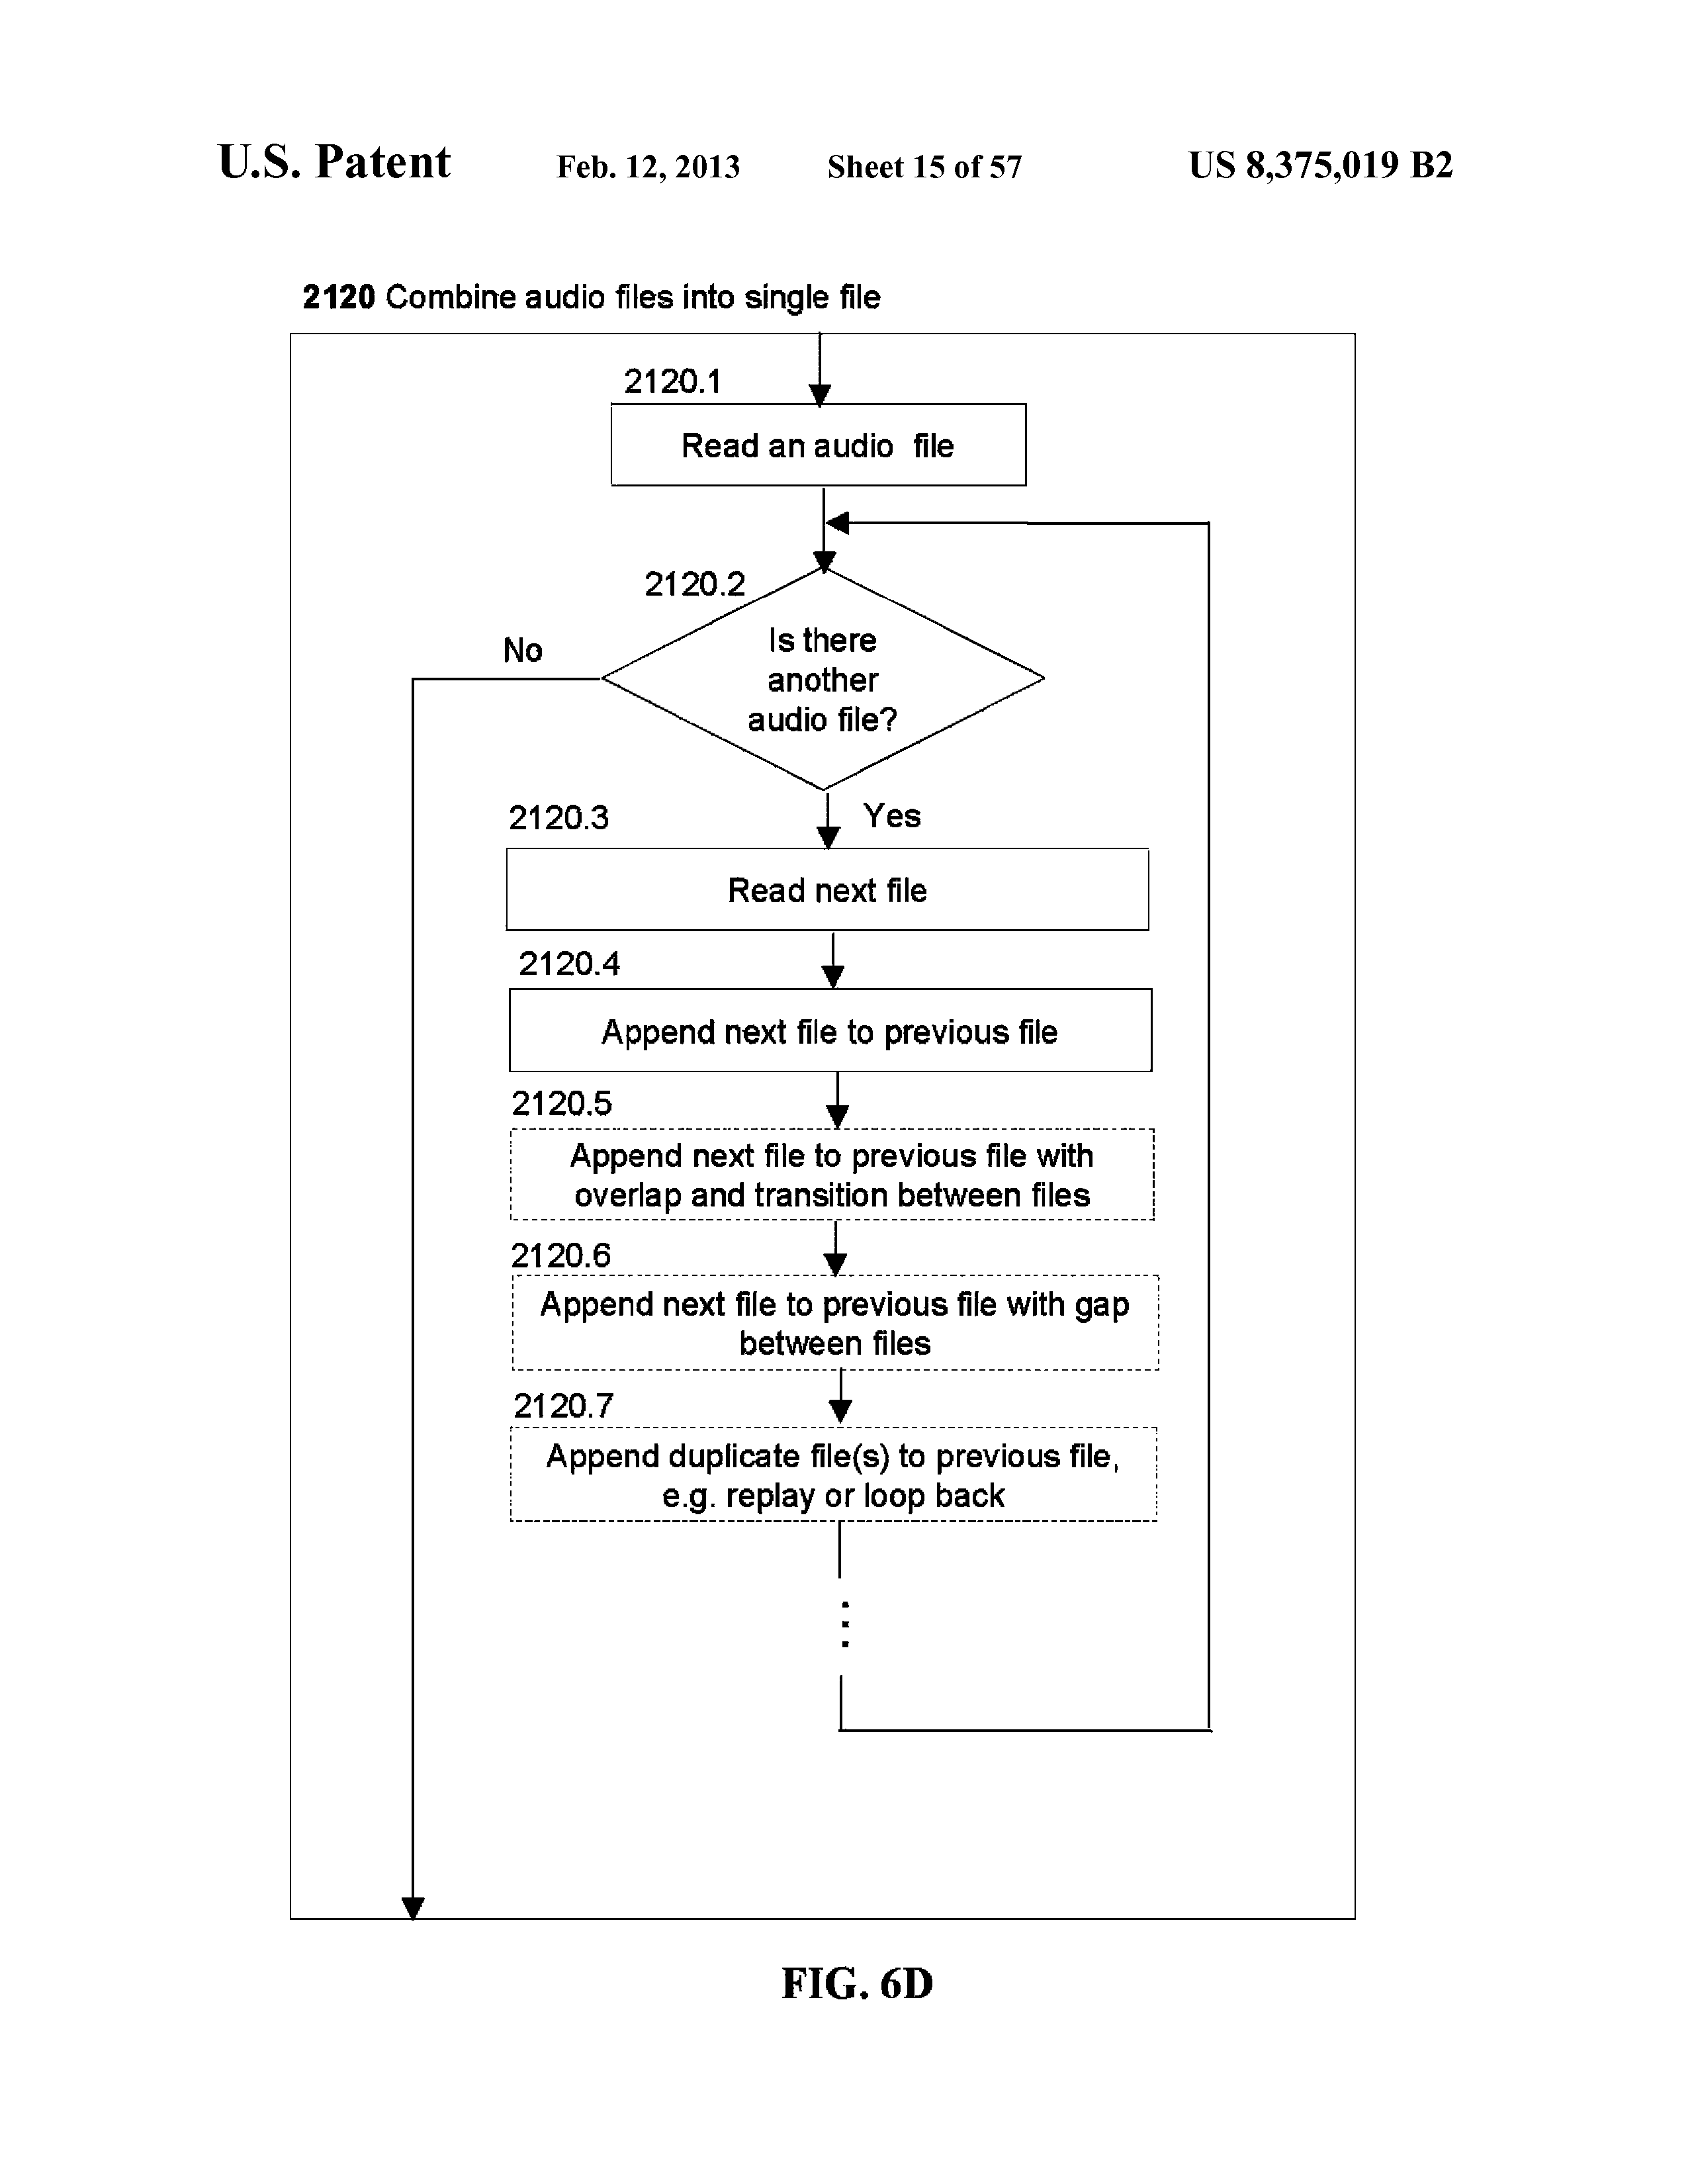 U.S. Patent Feb. 12, 2013 Sheet 15 of 57 US 8,375,019 B2
2120 Combine audio files into single file
2120.1
Read an audio file
2120.2
No
Is there
another
audio file?
2120.3
Yes
Read next file
2120.4
Append next file to previous file
2120.5
Append next file to previous file with
overlap and transition between files
2120.6
Append next file to previous file with gap
between files
2120.7
Append duplicate file(s) to previous file,
e.g. replay or loop back
FIG. 6D